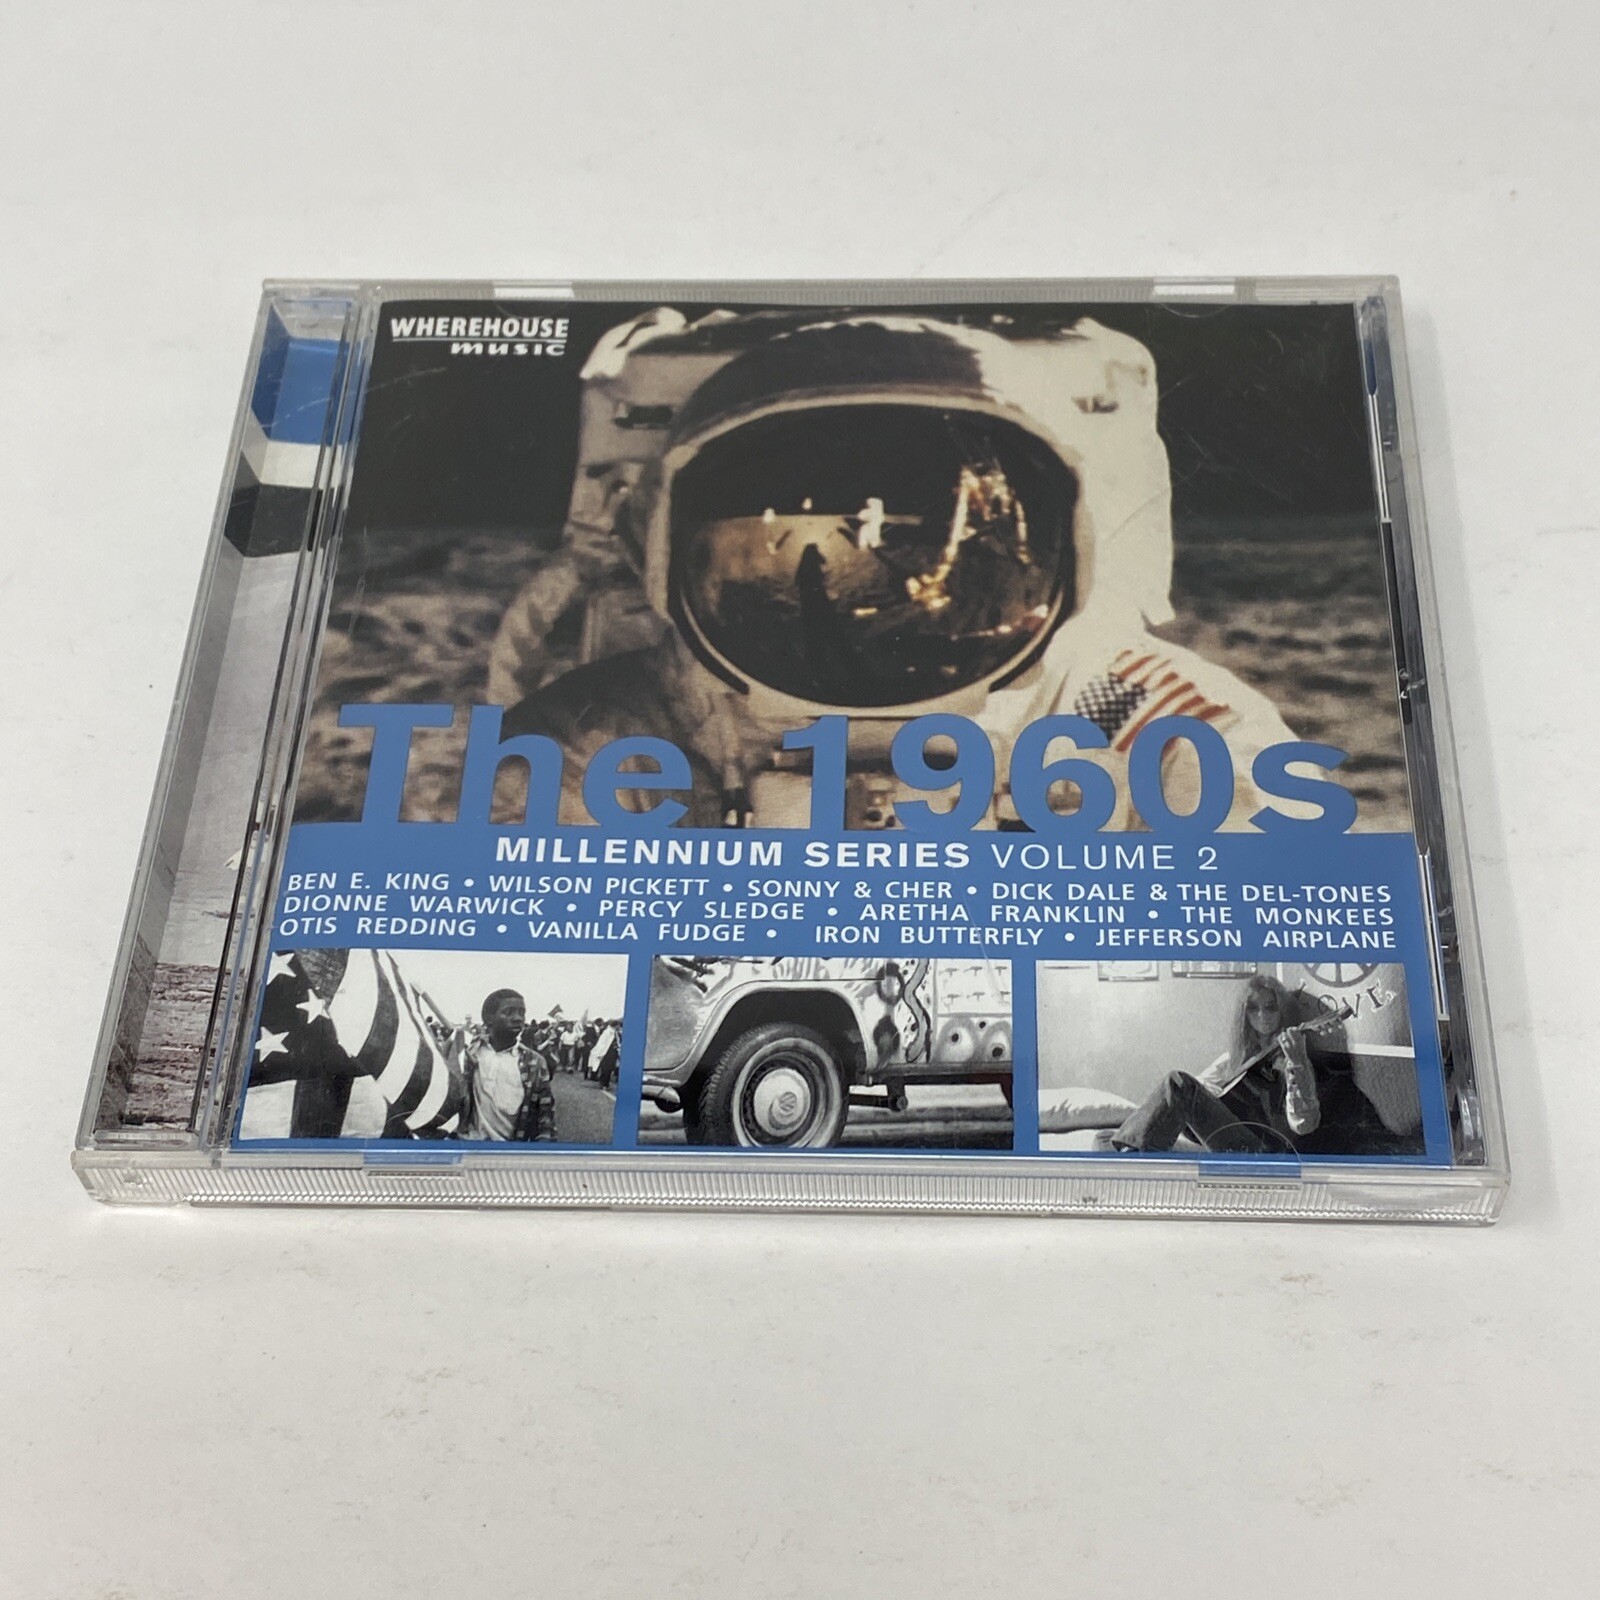 WHEREHOUSE
music
The 1960s
MILLENNIUM SERIES VOLUME 2
BEN E. KING • WILSON PICKETT • SONNY & CHER • DICK DALE & THE DEL-TONES
DIONNE WARWICK • PERCY SLEDGE • ARETHA FRANKLIN • THE MONKEES
OTIS REDDING • VANILLA FUDGE • IRON BUTTERFLY • JEFFERSON AIRPLANE
LOVE